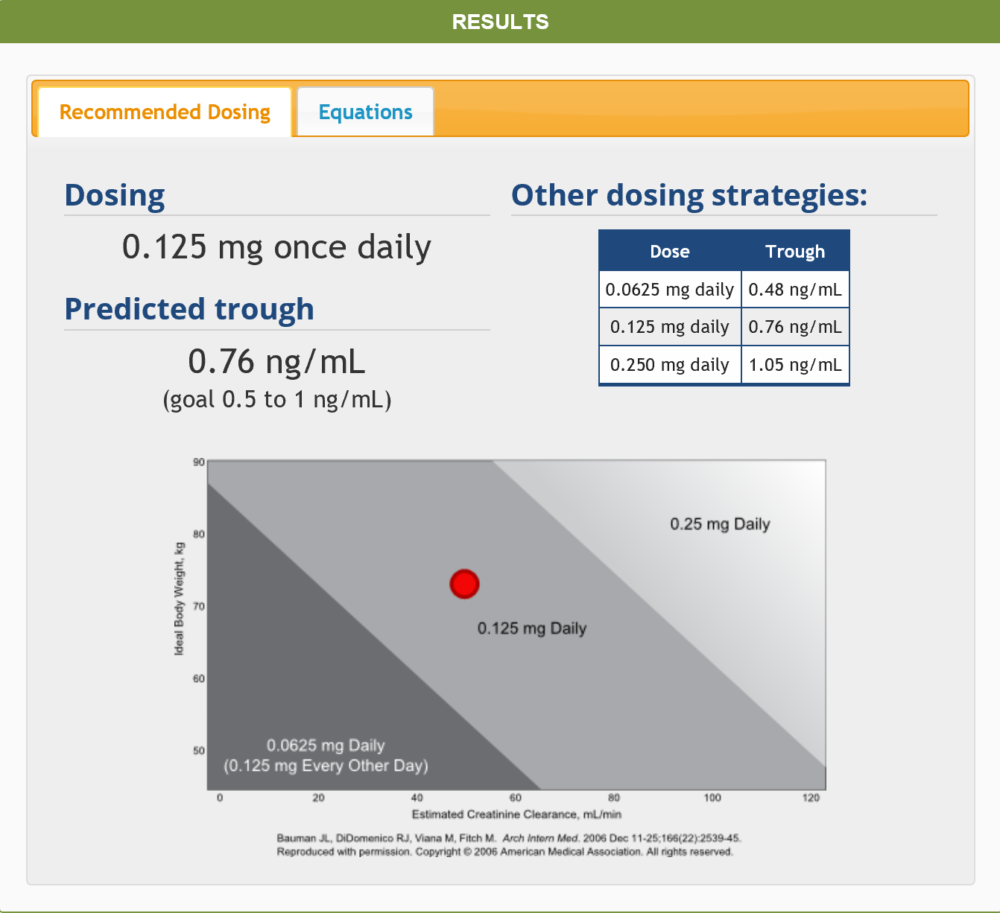 RESULTS
Recommended Dosing
Equations
Dosing
0.125 mg once daily
Predicted trough
0.76 ng/mL
(goal 0.5 to 1 ng/mL)
Other dosing strategies:
Dose Trough
0.0625 mg daily 0.48 ng/mL
0.125 mg daily 0.76 ng/mL
0.250 mg daily 1.05 ng/mL
90
80
70
60
50
Ideal Body Weight, kg
0.25 mg Daily
0.125 mg Daily
0.0625 mg Daily
(0.125 mg Every Other Day)
0 20 40 60 80 100 120
Estimated Creatinine Clearance, mL/min
Bauman JL, DiDomenico RJ, Viana M, Fitch M. Arch Intern Med. 2006 Dec 11-25;166(22):2539-45.
Reproduced with permission. Copyright © 2006 American Medical Association. All rights reserved.